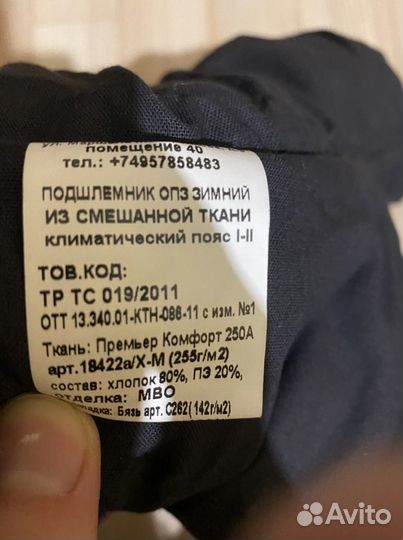 помещение 40
тел.: +74957858483
ПОДШЛЕМНИК ОПЗ ЗИМНИЙ
ИЗ СМЕШАННОЙ ТКАНИ
климатический пояс I-II
ТОВ.КОД:
ТР ТС 019/2011
ОТТ 13.340.01-КТН-086-11 с изм. №1
Ткань: Премьер Комфорт 250А
арт.18422а/Х-М (255г/м2)
состав: хлопок 80%, ПЭ 20%,
отделка: МВО
Бязь арт. С262(142г/м2)
Avito